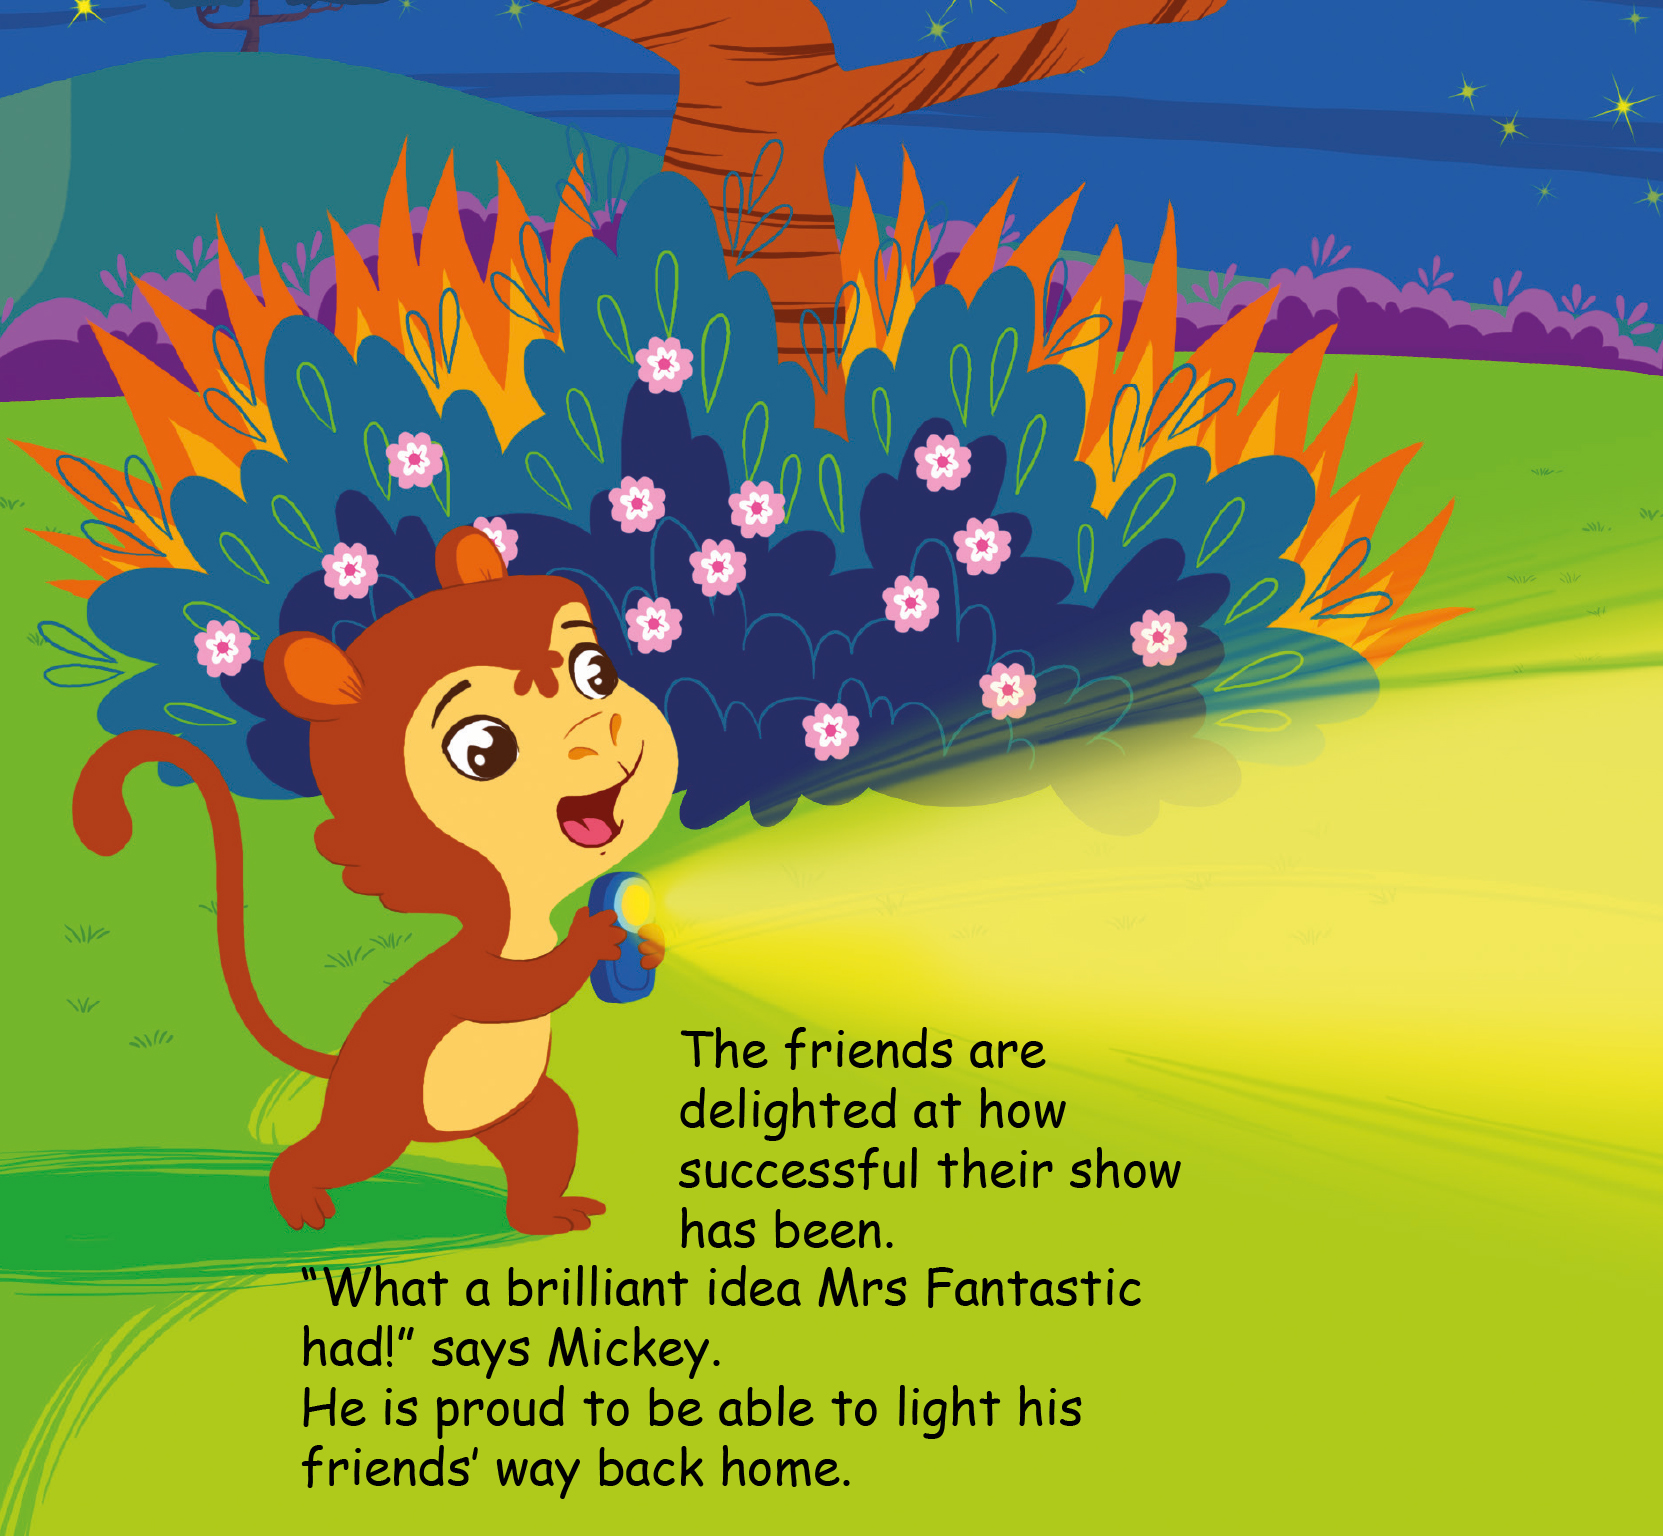 The friends are
delighted at how
successful their show
has been.
“What a brilliant idea Mrs Fantastic
had!” says Mickey.
He is proud to be able to light his
friends’ way back home.